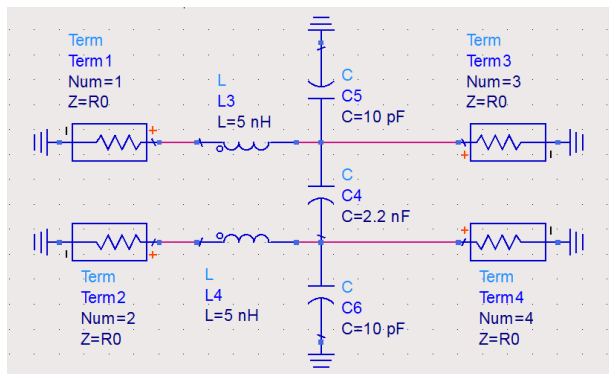 Term
Term1
Num=1
Z=R0
L
L3
L=5 nH
C
C5
C=10 pF
Term
Term3
Num=3
Z=R0
C
C4
C=2.2 nF
Term
Term2
Num=2
Z=R0
L
L4
L=5 nH
C
C6
C=10 pF
Term
Term4
Num=4
Z=R0